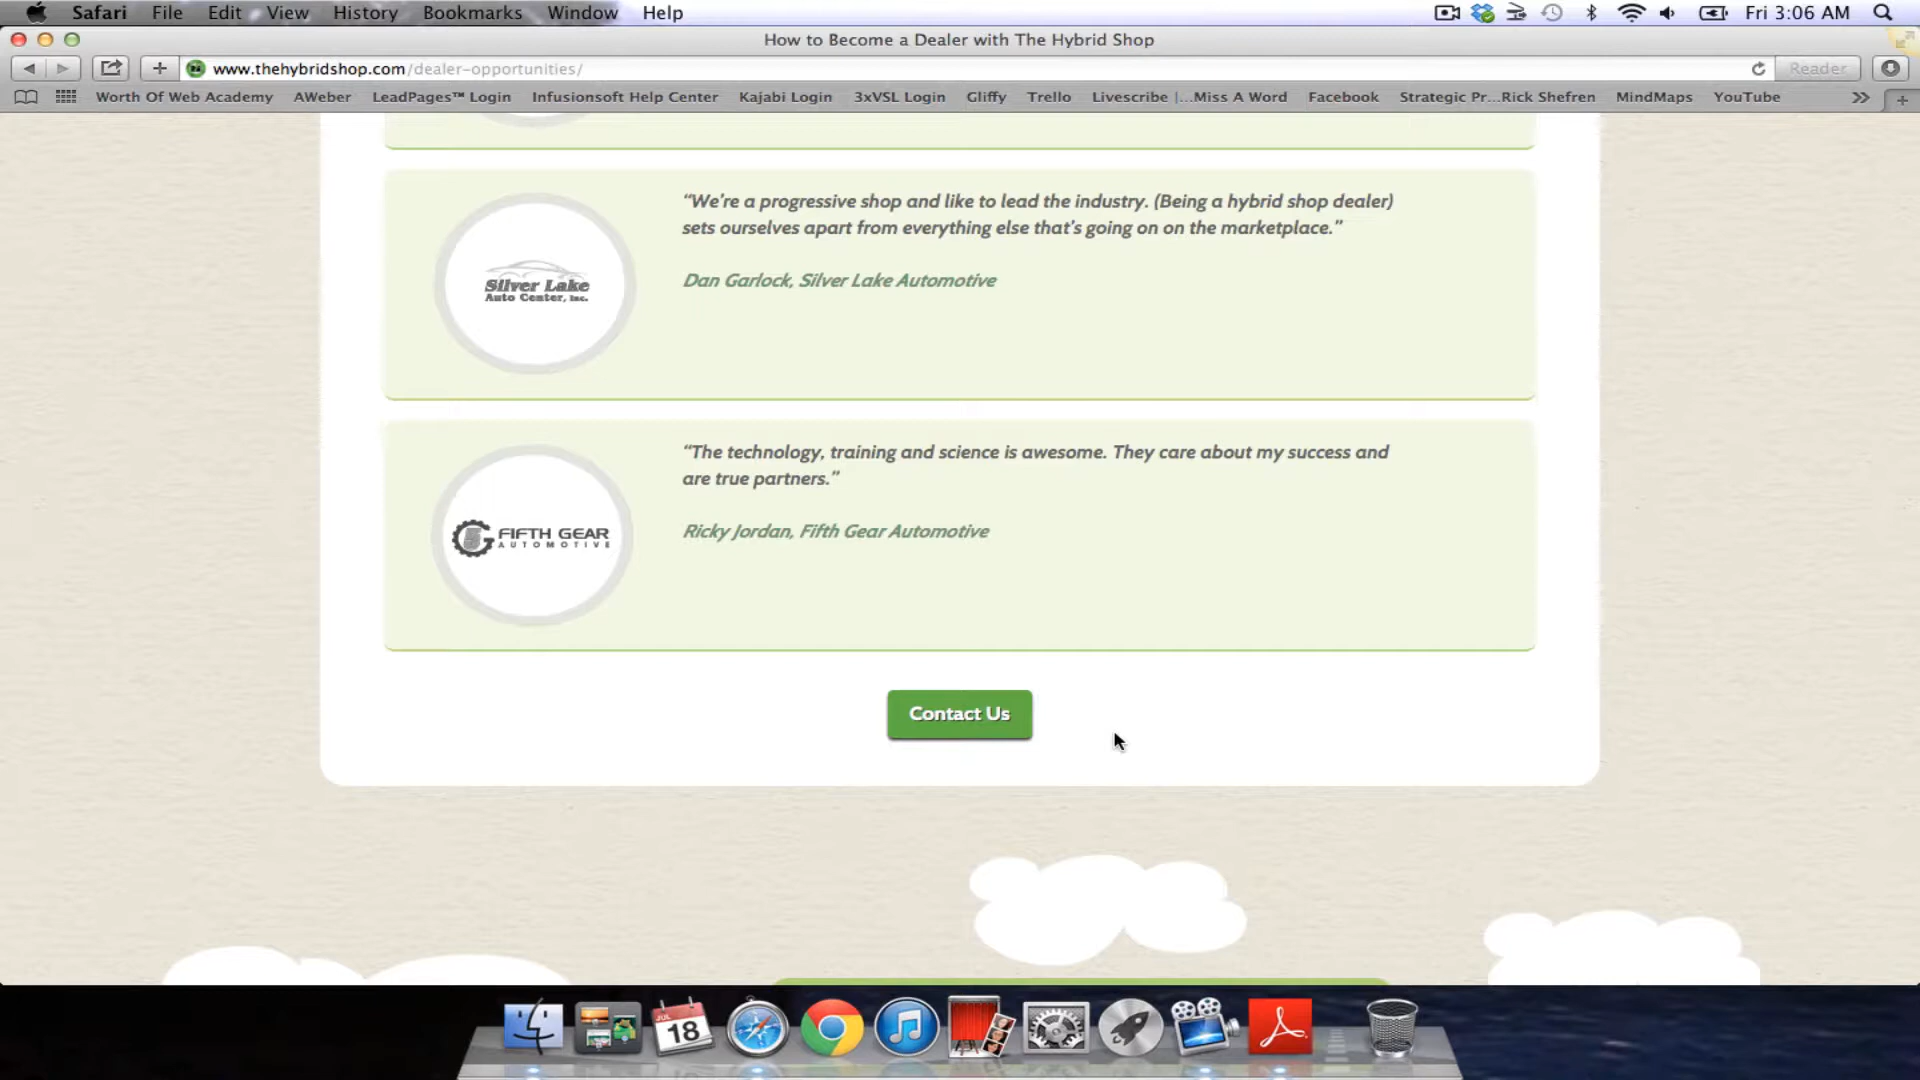 Safari File Edit View History Bookmarks Window Help Fri 3:06 AM
How to Become a Dealer with The Hybrid Shop
www.thehybridshop.com/dealer-opportunities/ Reader
Worth Of Web Academy AWeber LeadPages™ Login Infusionsoft Help Center Kajabi Login 3xVSL Login Gliffy Trello Livescribe |...Miss A Word Facebook Strategic Pr...Rick Shefren MindMaps YouTube
“We're a progressive shop and like to lead the industry. (Being a hybrid shop dealer)
sets ourselves apart from everything else that's going on on the marketplace.”
Dan Garlock, Silver Lake Automotive
Silver Lake
Auto Center, Inc.
“The technology, training and science is awesome. They care about my success and
are true partners.”
Ricky Jordan, Fifth Gear Automotive
5 FIFTH GEAR
AUTOMOTIVE
Contact Us
JUL
18